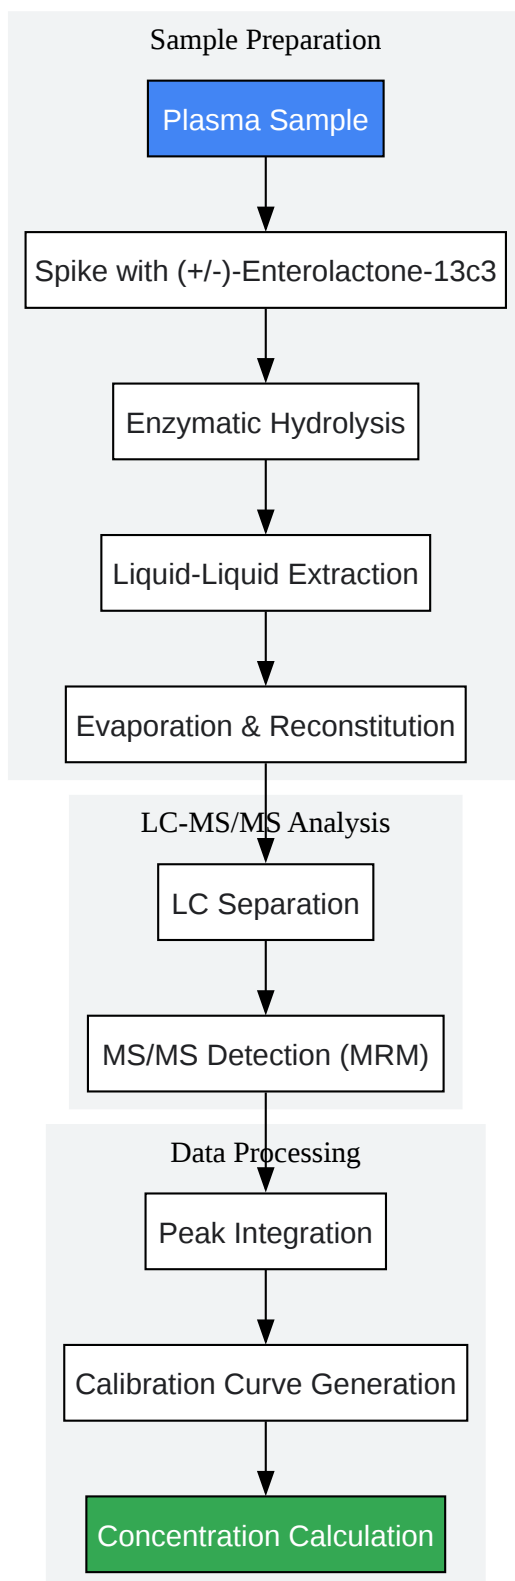 Sample Preparation
Plasma Sample
Spike with (+/-)-Enterolactone-13c3
Enzymatic Hydrolysis
Liquid-Liquid Extraction
Evaporation & Reconstitution
LC-MS/MS Analysis
LC Separation
MS/MS Detection (MRM)
Data Processing
Peak Integration
Calibration Curve Generation
Concentration Calculation